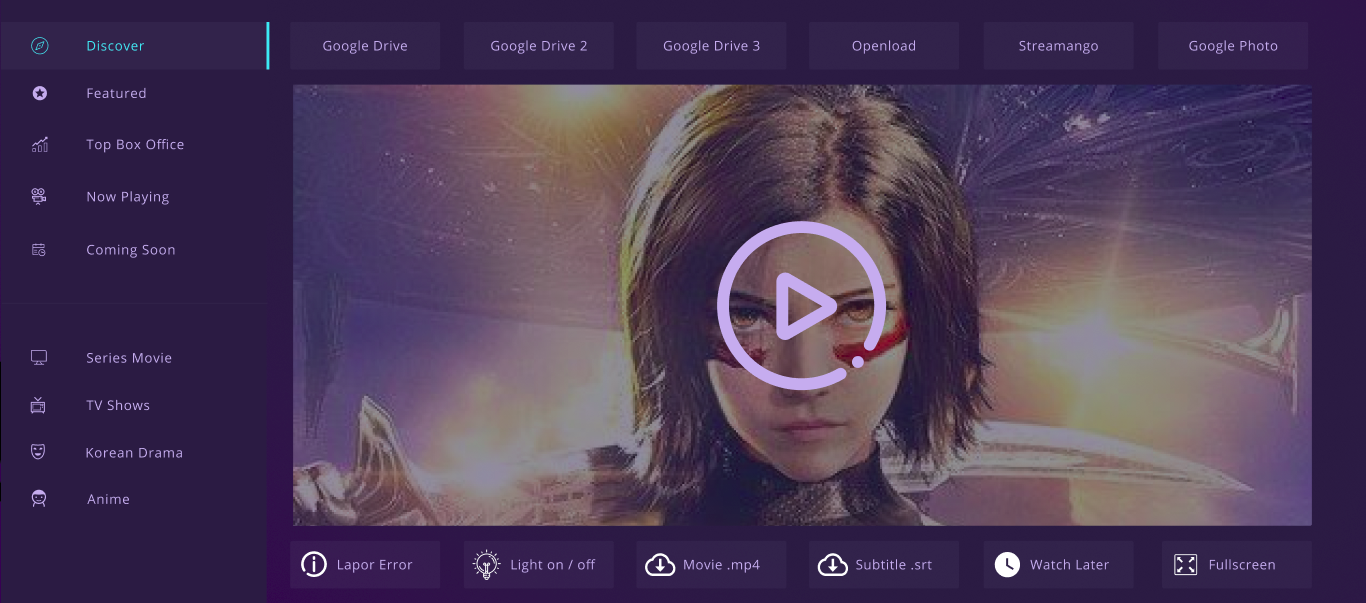 Discover
Featured
Top Box Office
Now Playing
Coming Soon
Series Movie
TV Shows
Korean Drama
Anime
Google Drive
Google Drive 2
Google Drive 3
Openload
Streamango
Google Photo
Lapor Error
Light on / off
Movie .mp4
Subtitle .srt
Watch Later
Fullscreen